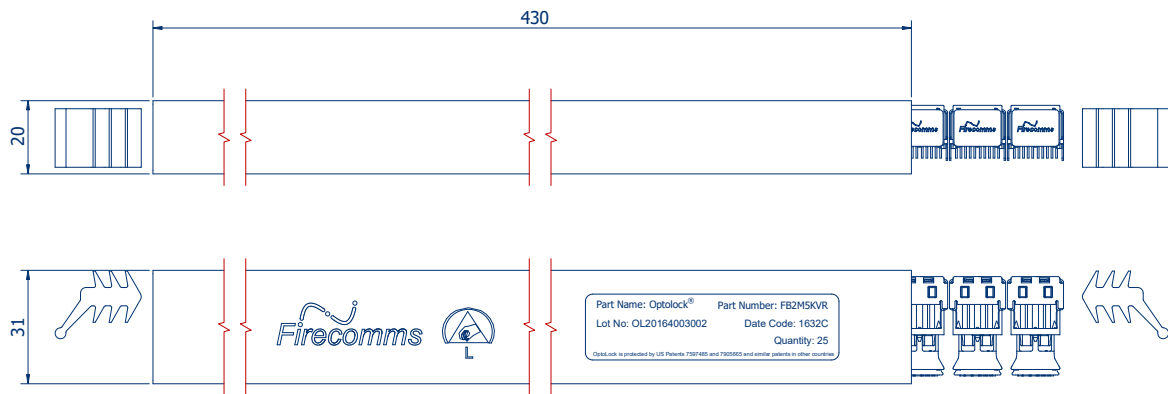 430
20
Firecomms Firecomms Firecomms
31
Firecomms
L
Part Name: Optolock® Part Number: FB2M5KVR
Lot No: OL20164003002 Date Code: 1632C
Quantity: 25
OptoLock is protected by US Patents 7597485 and 7905665 and similar patents in other countries